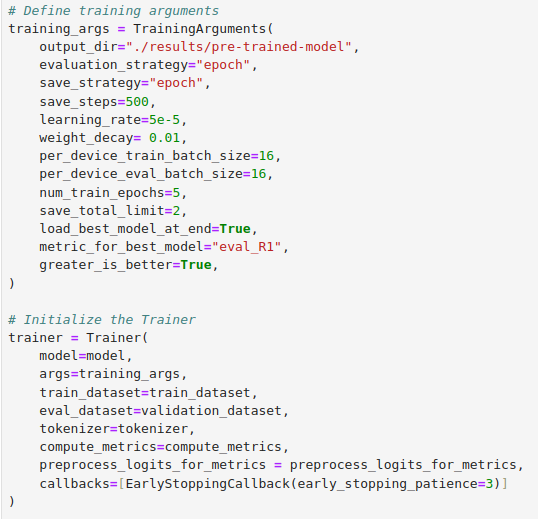 # Define training arguments
training_args = TrainingArguments(
    output_dir="./results/pre-trained-model",
    evaluation_strategy="epoch",
    save_strategy="epoch",
    save_steps=500,
    learning_rate=5e-5,
    weight_decay= 0.01,
    per_device_train_batch_size=16,
    per_device_eval_batch_size=16,
    num_train_epochs=5,
    save_total_limit=2,
    load_best_model_at_end=True,
    metric_for_best_model="eval_R1",
    greater_is_better=True,
)
# Initialize the Trainer
trainer = Trainer(
    model=model,
    args=training_args,
    train_dataset=train_dataset,
    eval_dataset=validation_dataset,
    tokenizer=tokenizer,
    compute_metrics=compute_metrics,
    preprocess_logits_for_metrics = preprocess_logits_for_metrics,
    callbacks=[EarlyStoppingCallback(early_stopping_patience=3)]
)